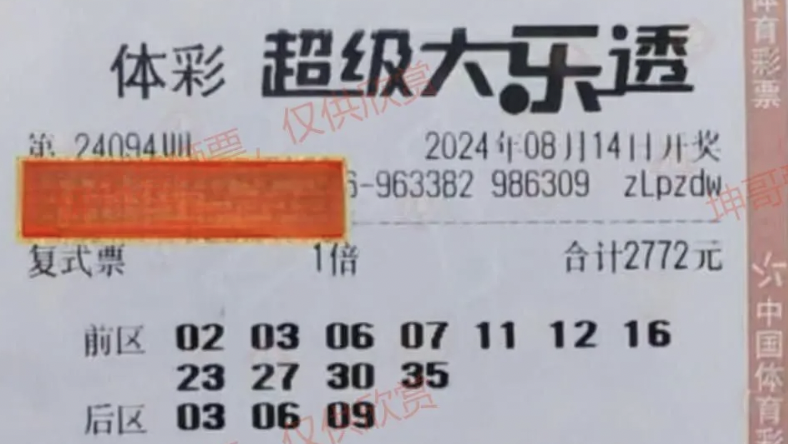 体彩 超级大乐透
第 24094期 2024年08月14日开奖
-963382 986309 zLpzdw
复式票 1倍 合计2772元
前区 02 03 06 07 11 12 16
23 27 30 35
后区 03 06 09
仅供欣赏
仅供欣赏
坤哥
体育彩票
中国体育彩